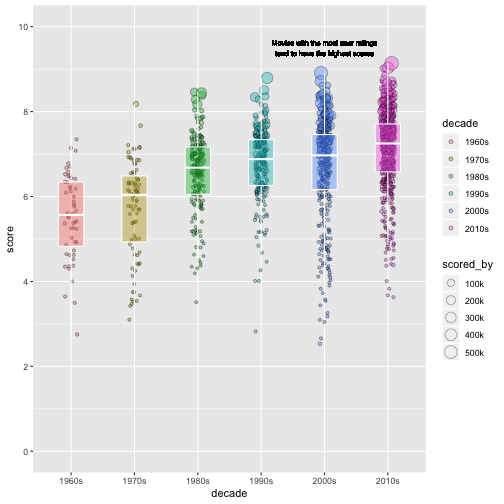 10
Movies with the most user ratings
tend to have the highest scores
8
6
4
2
0
score
1960s 1970s 1980s 1990s 2000s 2010s
decade
decade
1960s
1970s
1980s
1990s
2000s
2010s
scored_by
100k
200k
300k
400k
500k